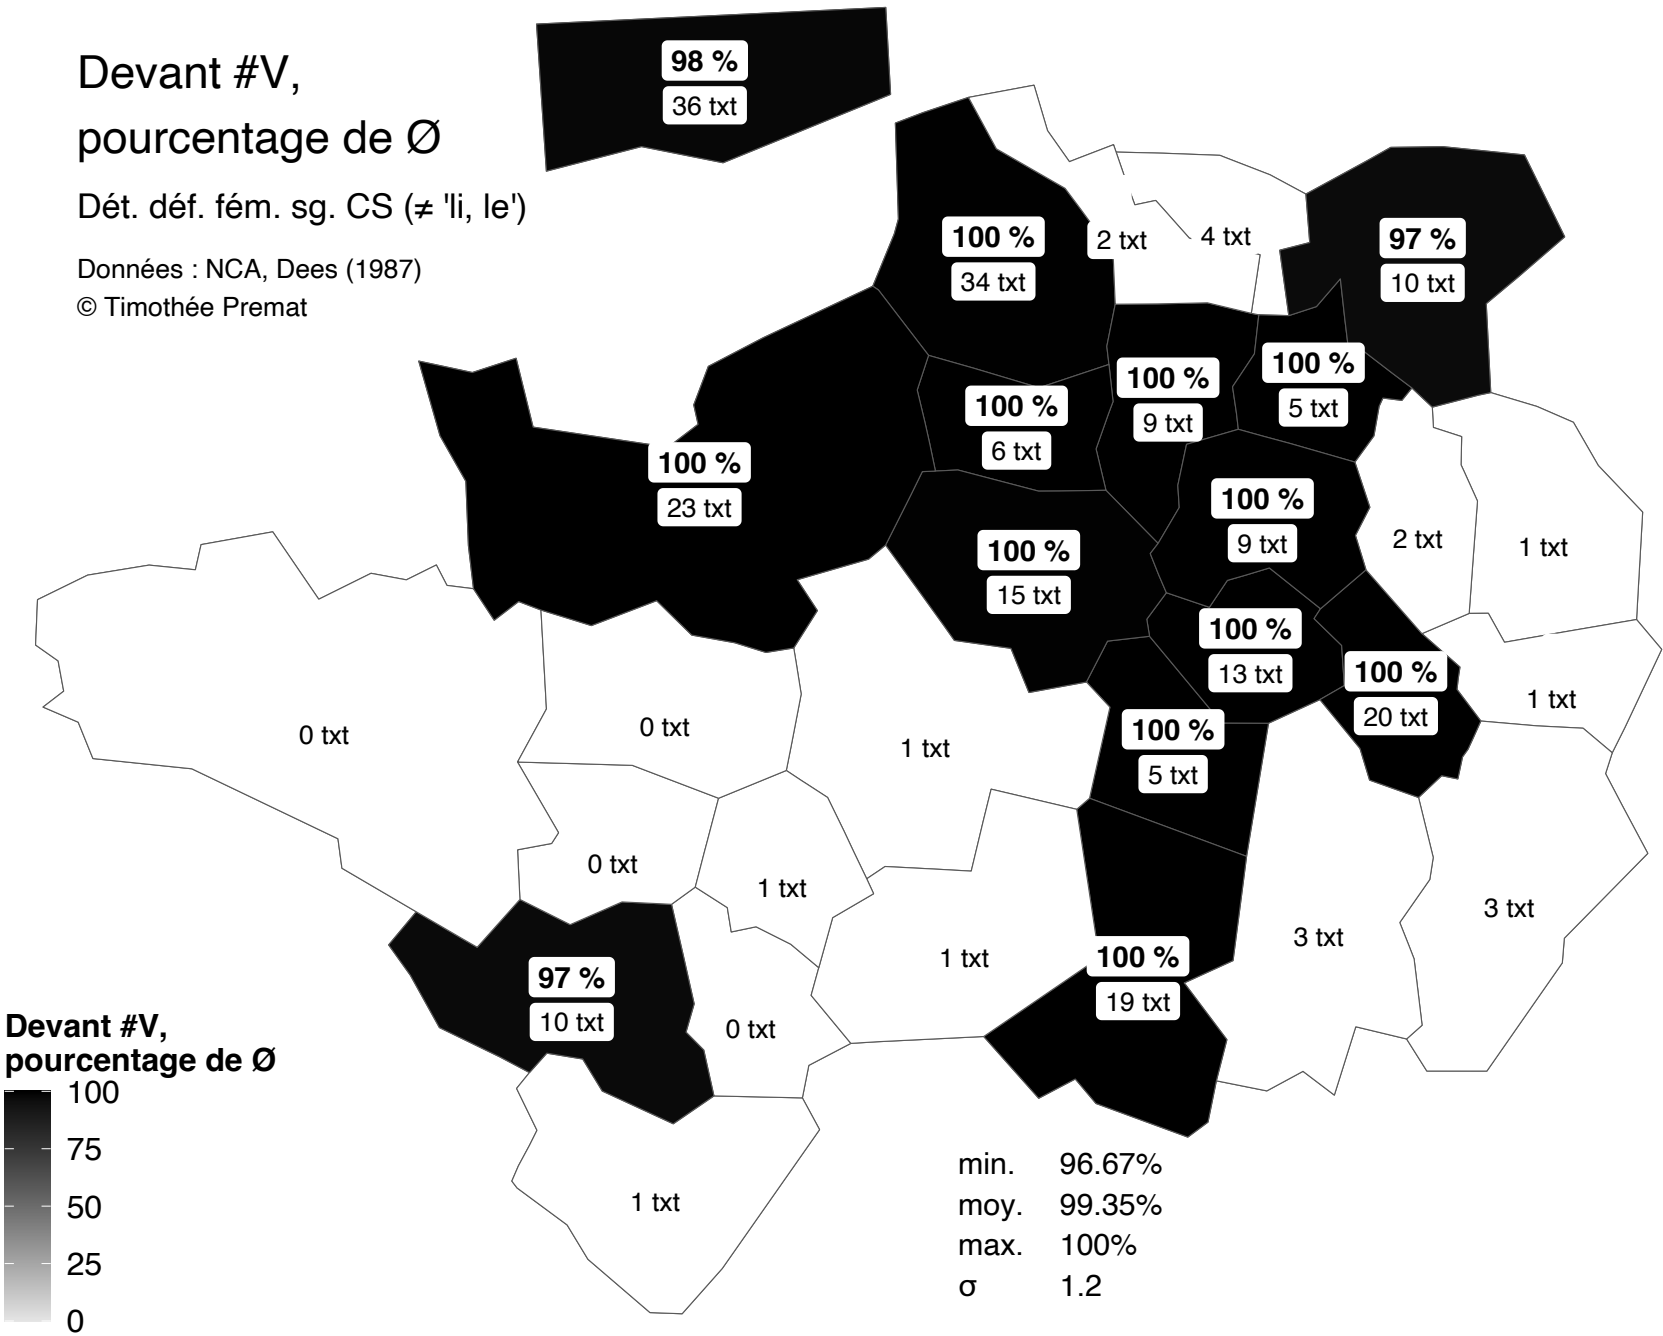 Devant #V,
pourcentage de Ø
Dét. déf. fém. sg. CS (≠ 'li, le')
Données : NCA, Dees (1987)
© Timothée Premat
98 %
36 txt
100 %
34 txt
2 txt
4 txt
97 %
10 txt
100 %
23 txt
100 %
6 txt
100 %
9 txt
100 %
5 txt
100 %
15 txt
100 %
9 txt
2 txt
1 txt
100 %
13 txt
100 %
20 txt
1 txt
0 txt
0 txt
1 txt
100 %
5 txt
0 txt
1 txt
1 txt
100 %
19 txt
3 txt
3 txt
97 %
10 txt
0 txt
1 txt
Devant #V,
pourcentage de Ø
100
75
50
25
0
min. 96.67%
moy. 99.35%
max. 100%
σ 1.2